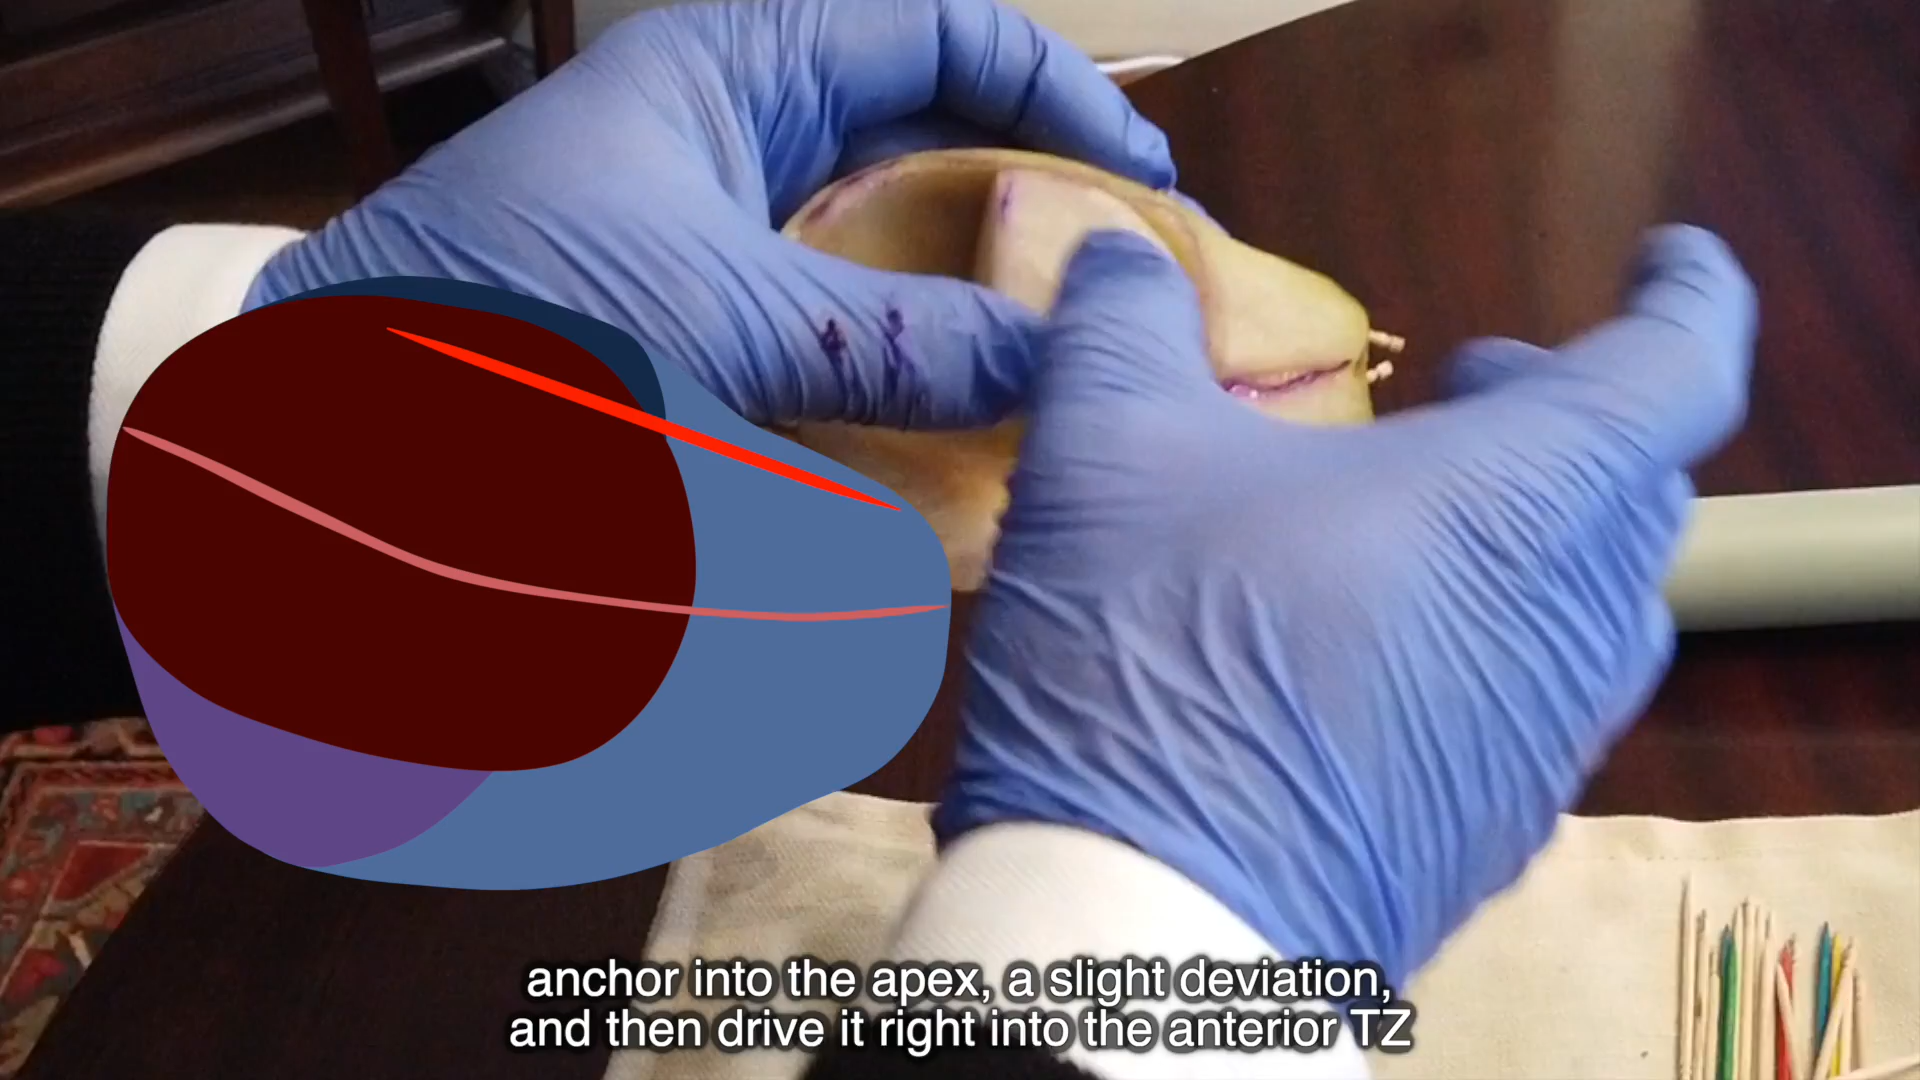 anchor into the apex, a slight deviation,
and then drive it right into the anterior TZ